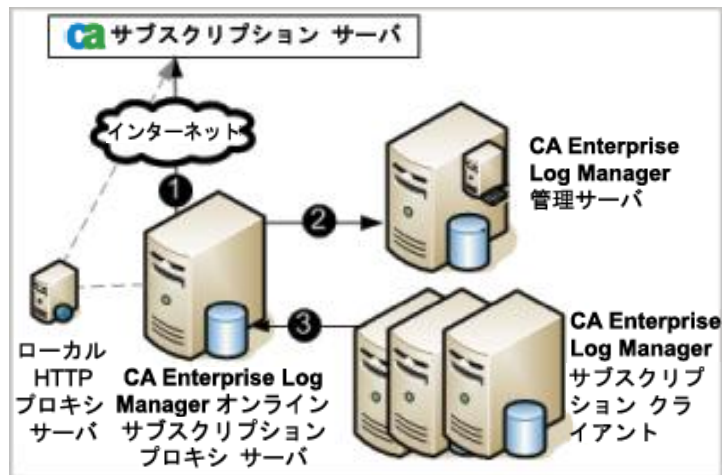 ca サブスクリプション サーバ
インターネット
1
2
CA Enterprise
Log Manager
管理サーバ
3
ローカル
HTTP
プロキシ
サーバ
CA Enterprise Log
Manager オンライン
サブスクリプション
プロキシ サーバ
CA Enterprise
Log Manager
サブスクリプ
ション クラ
イアント